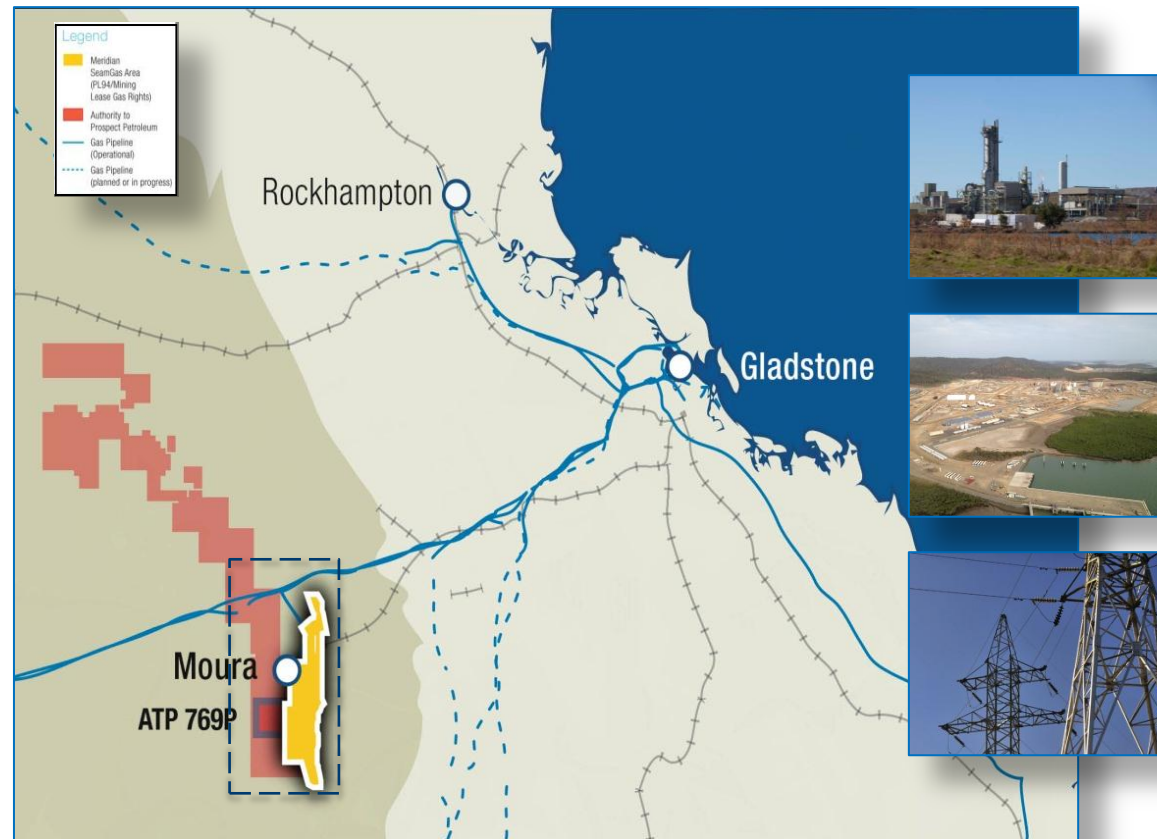 Legend
Meridian
SeamGas Area
(PL94/Mining
Lease Gas Rights)
Authority to
Prospect Petroleum
Gas Pipeline
(Operational)
Gas Pipeline
(planned or in progress)
Rockhampton
Gladstone
Moura
ATP 769P